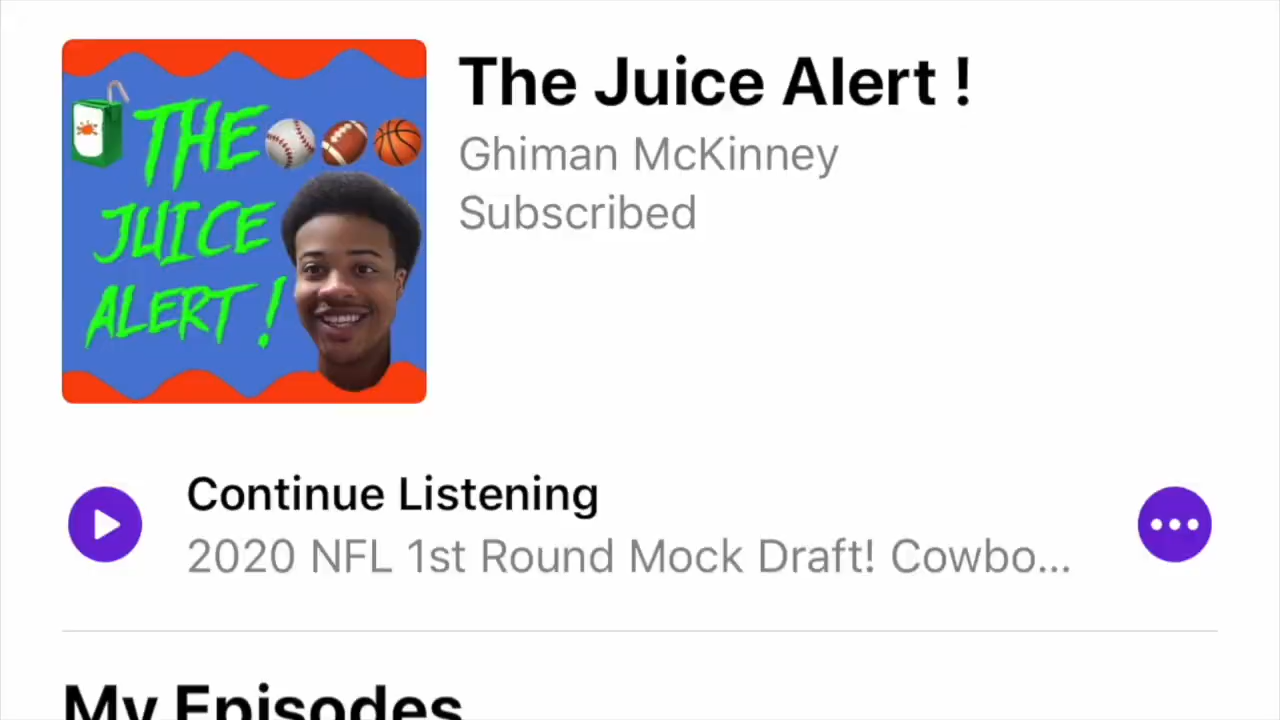 THE
JUICE
ALERT !
The Juice Alert !
Ghiman McKinney
Subscribed
Continue Listening
2020 NFL 1st Round Mock Draft! Cowbo...
My Episodes